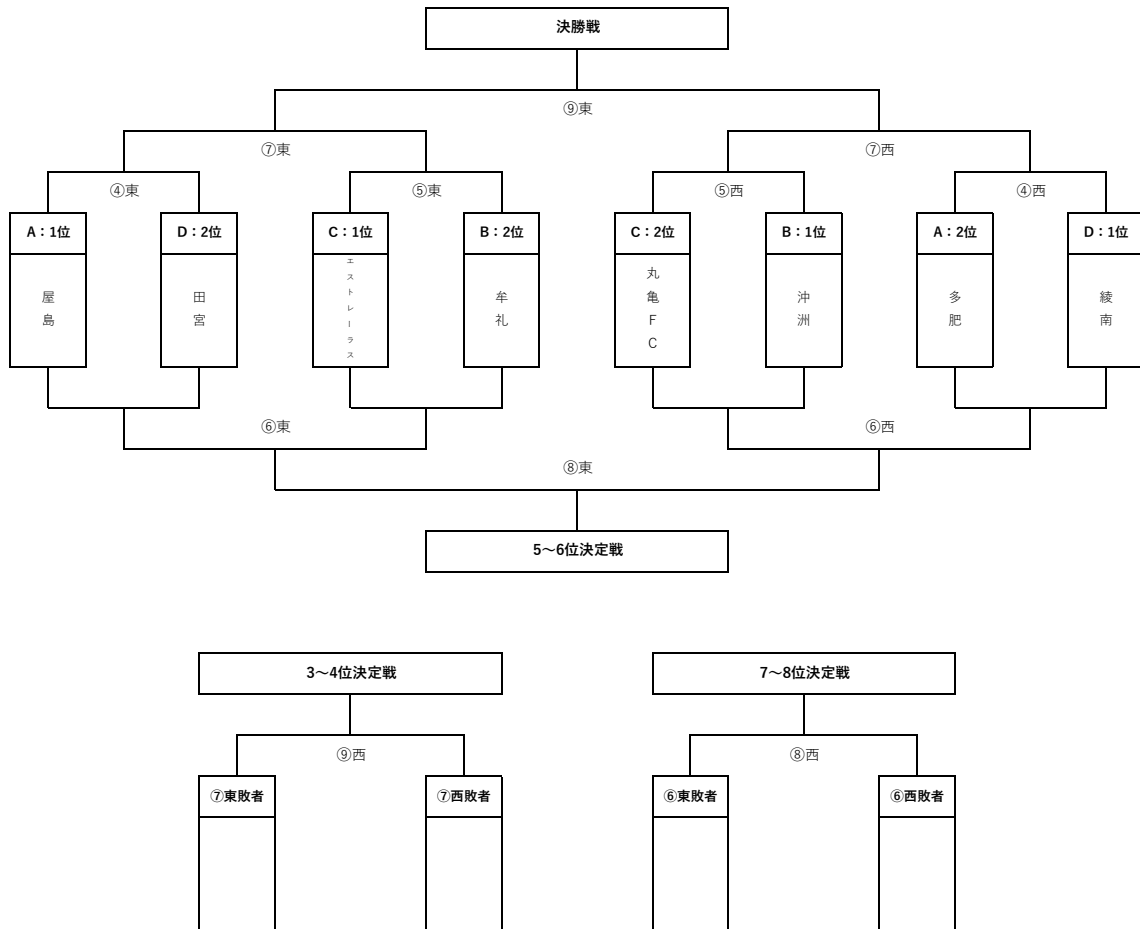 決勝戦
⑨東
⑦東
⑦西
④東
⑤東
⑤西
④西
A：1位
D：2位
C：1位
B：2位
C：2位
B：1位
A：2位
D：1位
屋島
田宮
エストレーラス
牟礼
丸亀FC
沖洲
多肥
綾南
⑥東
⑥西
⑧東
5～6位決定戦
3～4位決定戦
7～8位決定戦
⑨西
⑧西
⑦東敗者
⑦西敗者
⑥東敗者
⑥西敗者